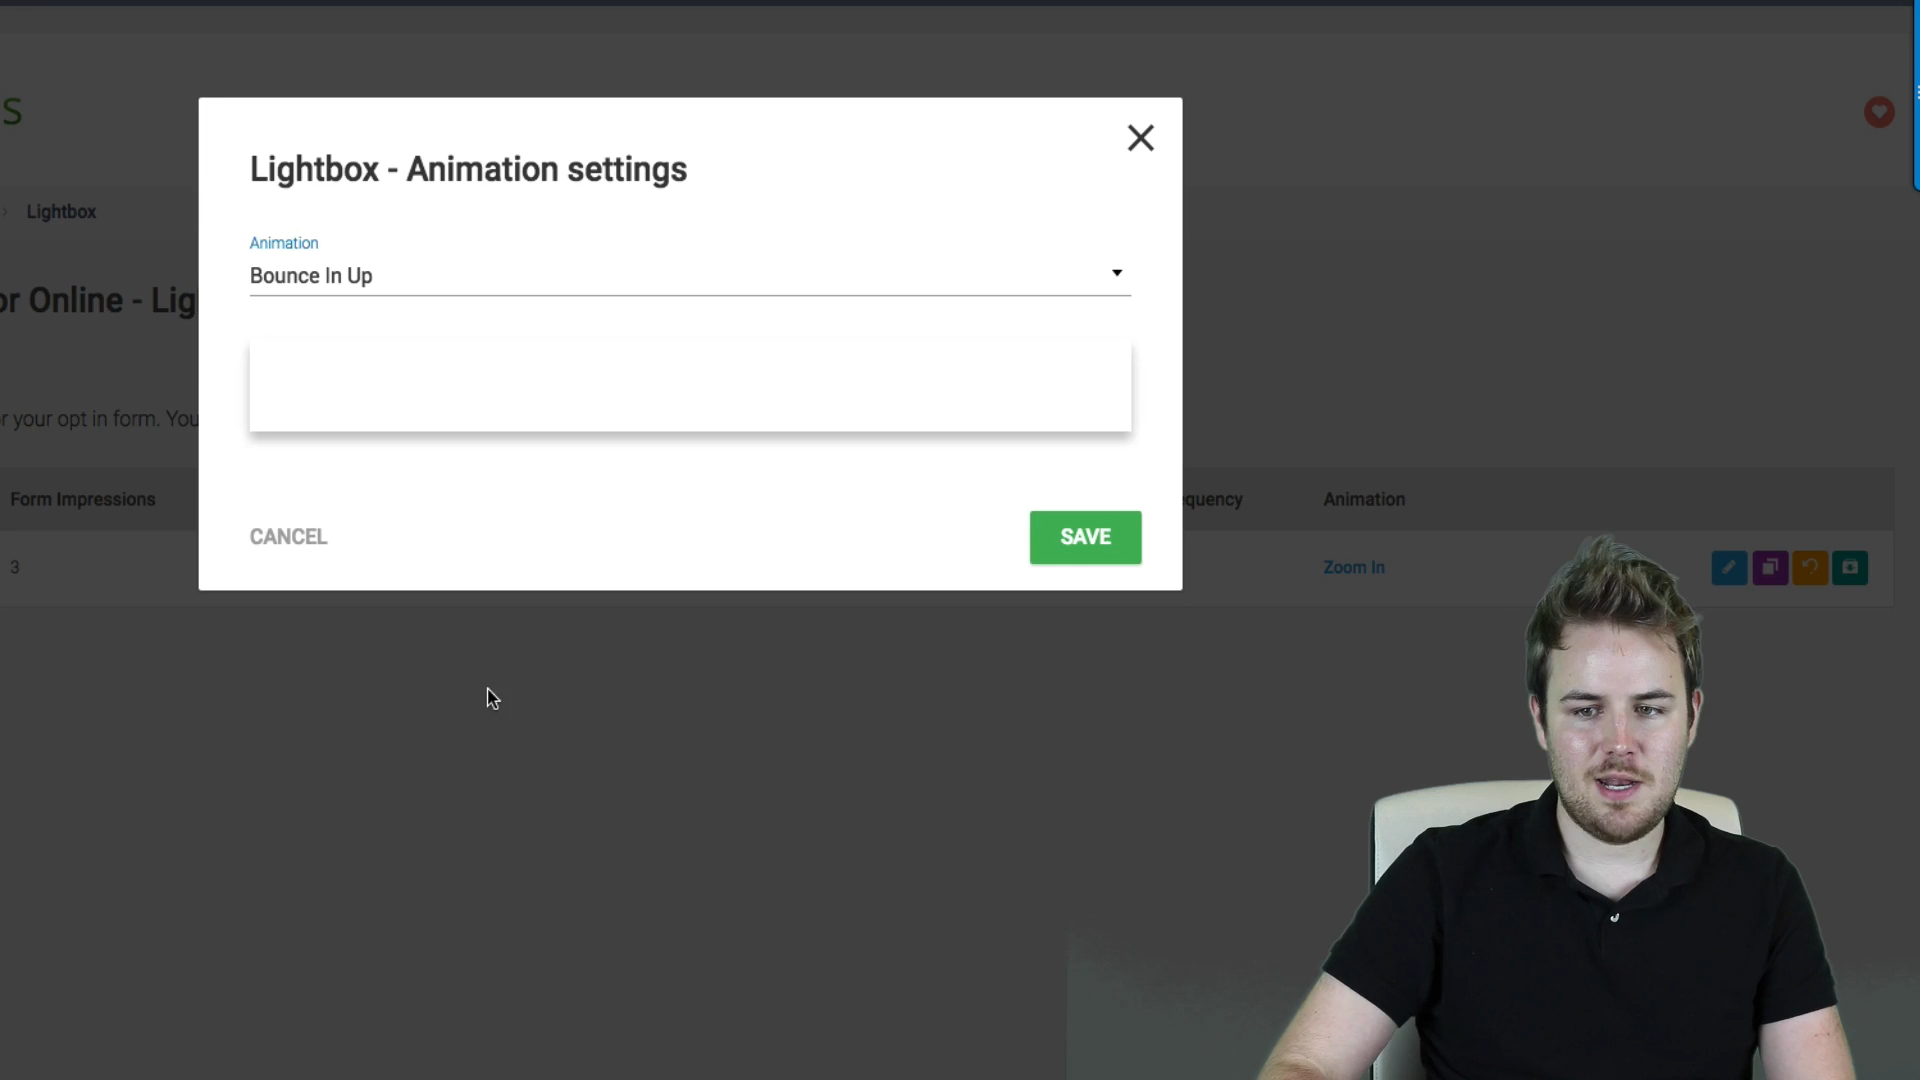 s
Lightbox - Animation settings
> Lightbox
Animation
Bounce In Up
or Online - Lig
r your opt in form. You
Form Impressions
equency
Animation
CANCEL
SAVE
3
Zoom In